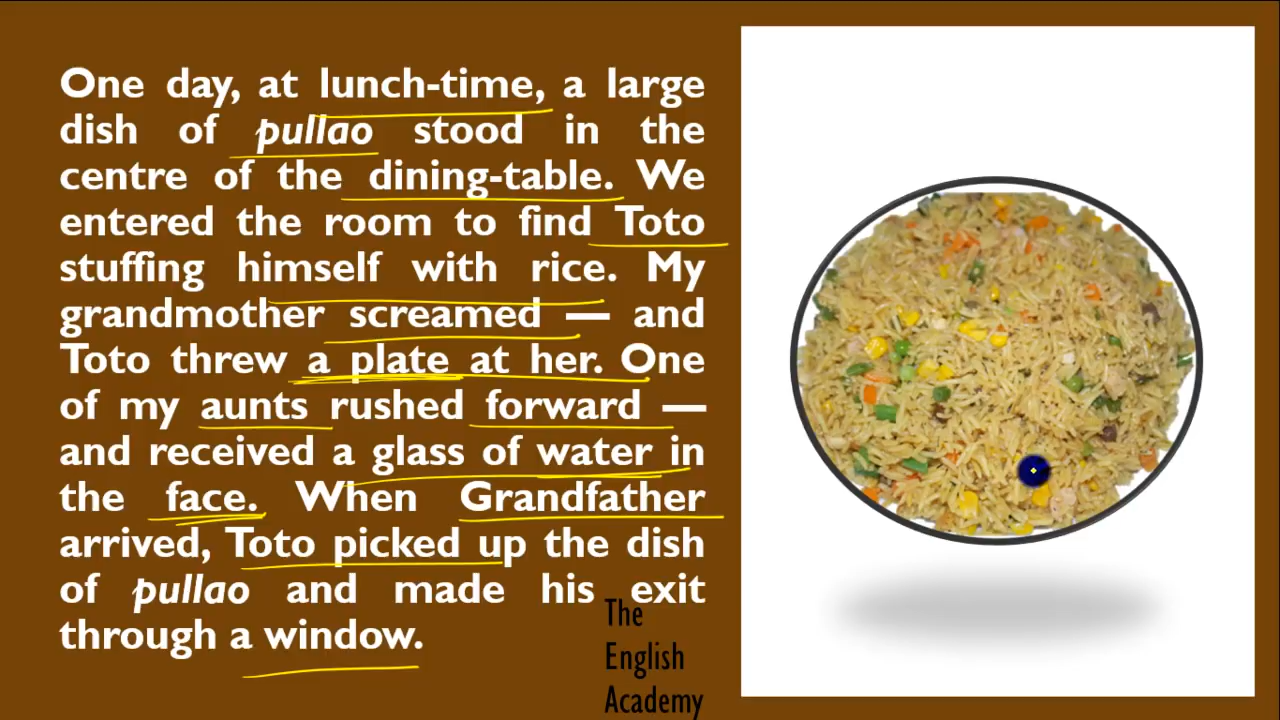 One day, at lunch-time, a large
dish of pullao stood in the
centre of the dining-table. We
entered the room to find Toto
stuffing himself with rice. My
grandmother screamed — and
Toto threw a plate at her. One
of my aunts rushed forward —
and received a glass of water in
the face. When Grandfather
arrived, Toto picked up the dish
of pullao and made his exit
through a window.
The
English
Academy